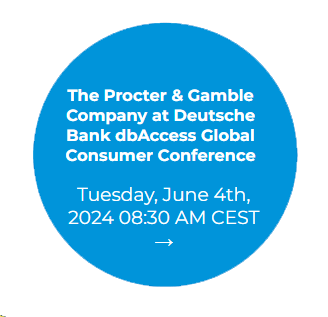 The Procter & Gamble
Company at Deutsche
Bank dbAccess Global
Consumer Conference
Tuesday, June 4th,
2024 08:30 AM CEST
→